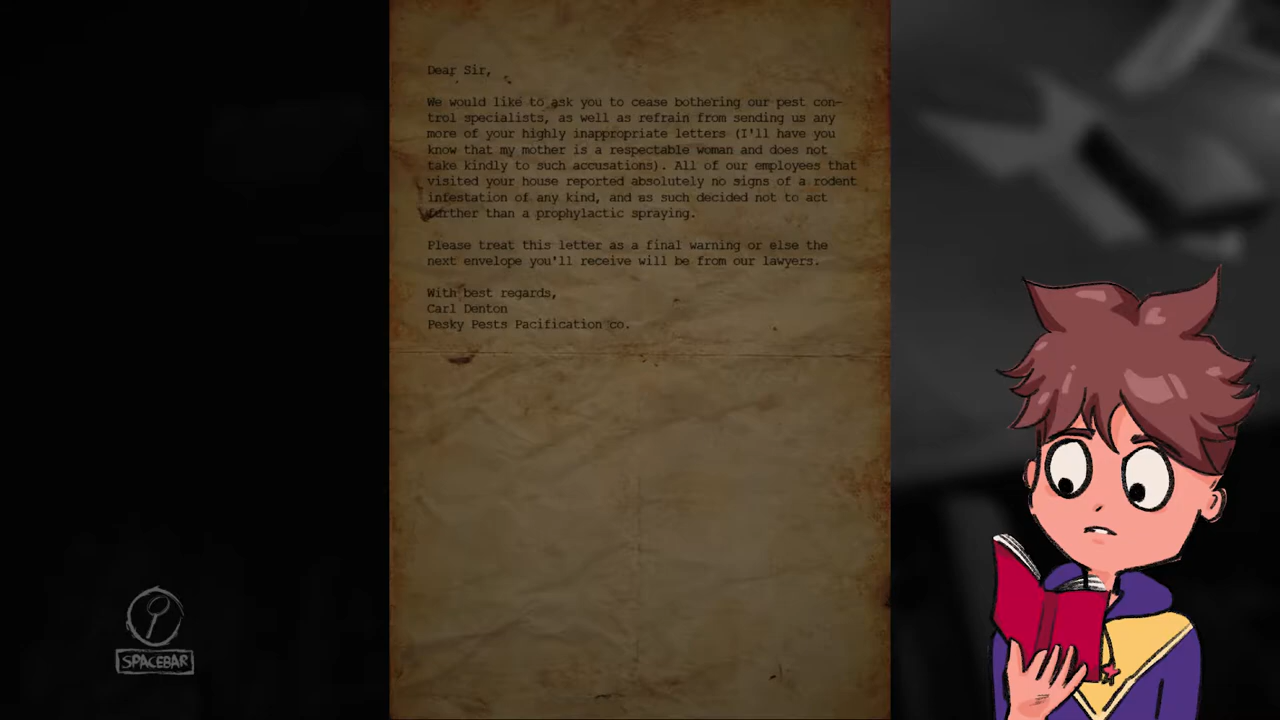 Dear Sir,
We would like to ask you to cease bothering our pest con-
trol specialists, as well as refrain from sending us any
more of your highly inappropriate letters (I'll have you
know that my mother is a respectable woman and does not
take kindly to such accusations). All of our employees that
visited your house reported absolutely no signs of a rodent
infestation of any kind, and as such decided not to act
further than a prophylactic spraying.
Please treat this letter as a final warning or else the
next envelope you'll receive will be from our lawyers.
With best regards,
Carl Denton
Pesky Pests Pacification co.
SPACEBAR